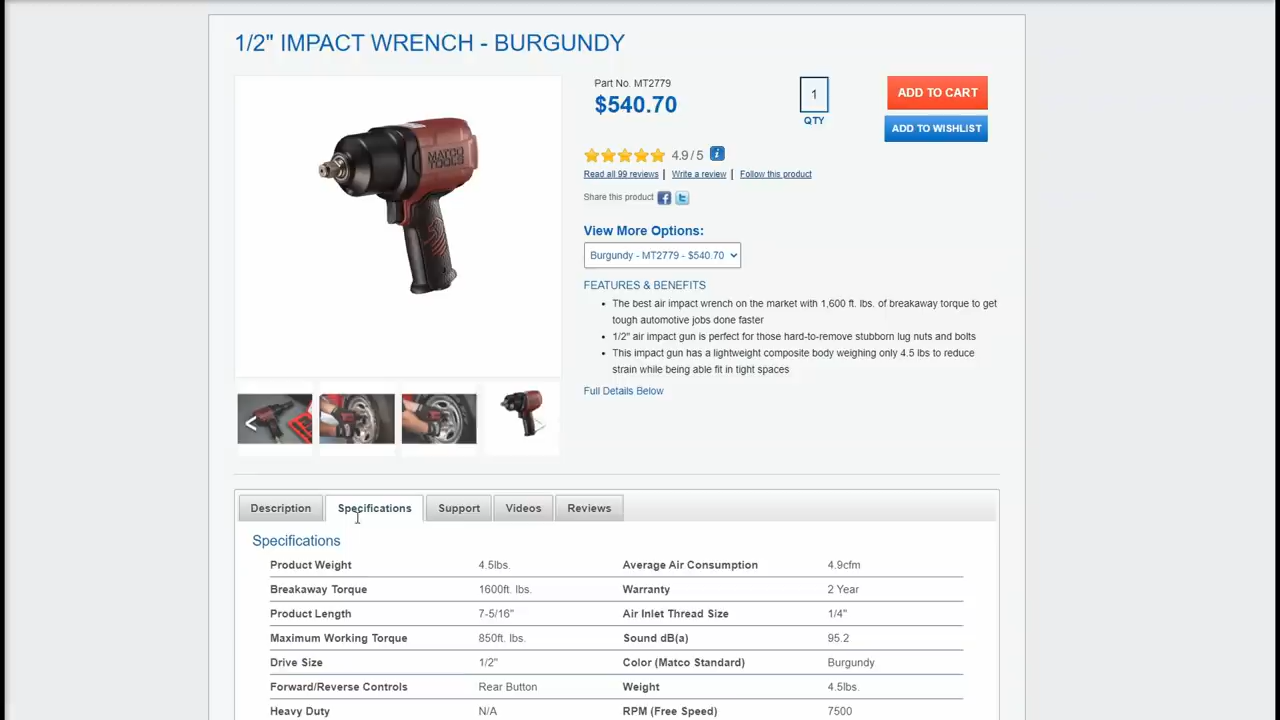 1/2" IMPACT WRENCH - BURGUNDY
MATCO
TOOLS
Part No. MT2779
$540.70
1
QTY
ADD TO CART
ADD TO WISHLIST
4.9 / 5
Read all 99 reviews | Write a review | Follow this product
Share this product
View More Options:
Burgundy - MT2779 - $540.70
FEATURES & BENEFITS
• The best air impact wrench on the market with 1,600 ft. lbs. of breakaway torque to get
tough automotive jobs done faster
• 1/2" air impact gun is perfect for those hard-to-remove stubborn lug nuts and bolts
• This impact gun has a lightweight composite body weighing only 4.5 lbs to reduce
strain while being able fit in tight spaces
Full Details Below
Description Specifications Support Videos Reviews
Specifications
Product Weight 4.5lbs. Average Air Consumption 4.9cfm
Breakaway Torque 1600ft. lbs. Warranty 2 Year
Product Length 7-5/16" Air Inlet Thread Size 1/4"
Maximum Working Torque 850ft. lbs. Sound dB(a) 95.2
Drive Size 1/2" Color (Matco Standard) Burgundy
Forward/Reverse Controls Rear Button Weight 4.5lbs.
Heavy Duty N/A RPM (Free Speed) 7500